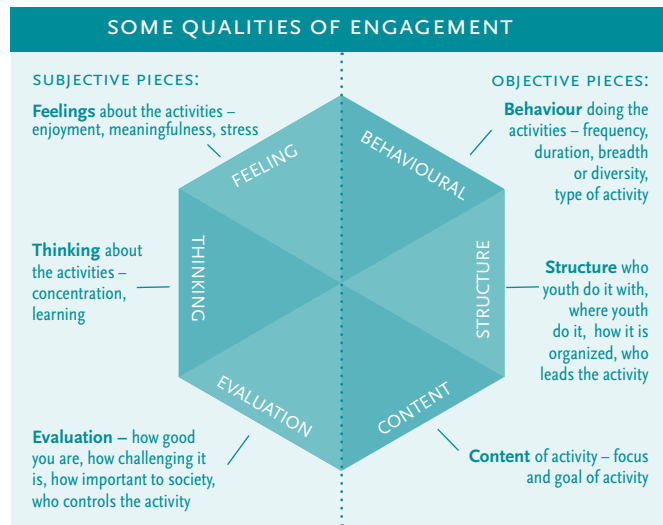 SOME QUALITIES OF ENGAGEMENT
SUBJECTIVE PIECES:
Feelings about the activities –
enjoyment, meaningfulness, stress
Thinking about
the activities –
concentration,
learning
Evaluation – how good
you are, how challenging it
is, how important to society,
who controls the activity
FEELING
THINKING
EVALUATION
BEHAVIOURAL
STRUCTURE
CONTENT
OBJECTIVE PIECES:
Behaviour doing the
activities – frequency,
duration, breadth
or diversity,
type of activity
Structure who
youth do it with,
where youth
do it, how it is
organized, who
leads the activity
Content of activity – focus
and goal of activity